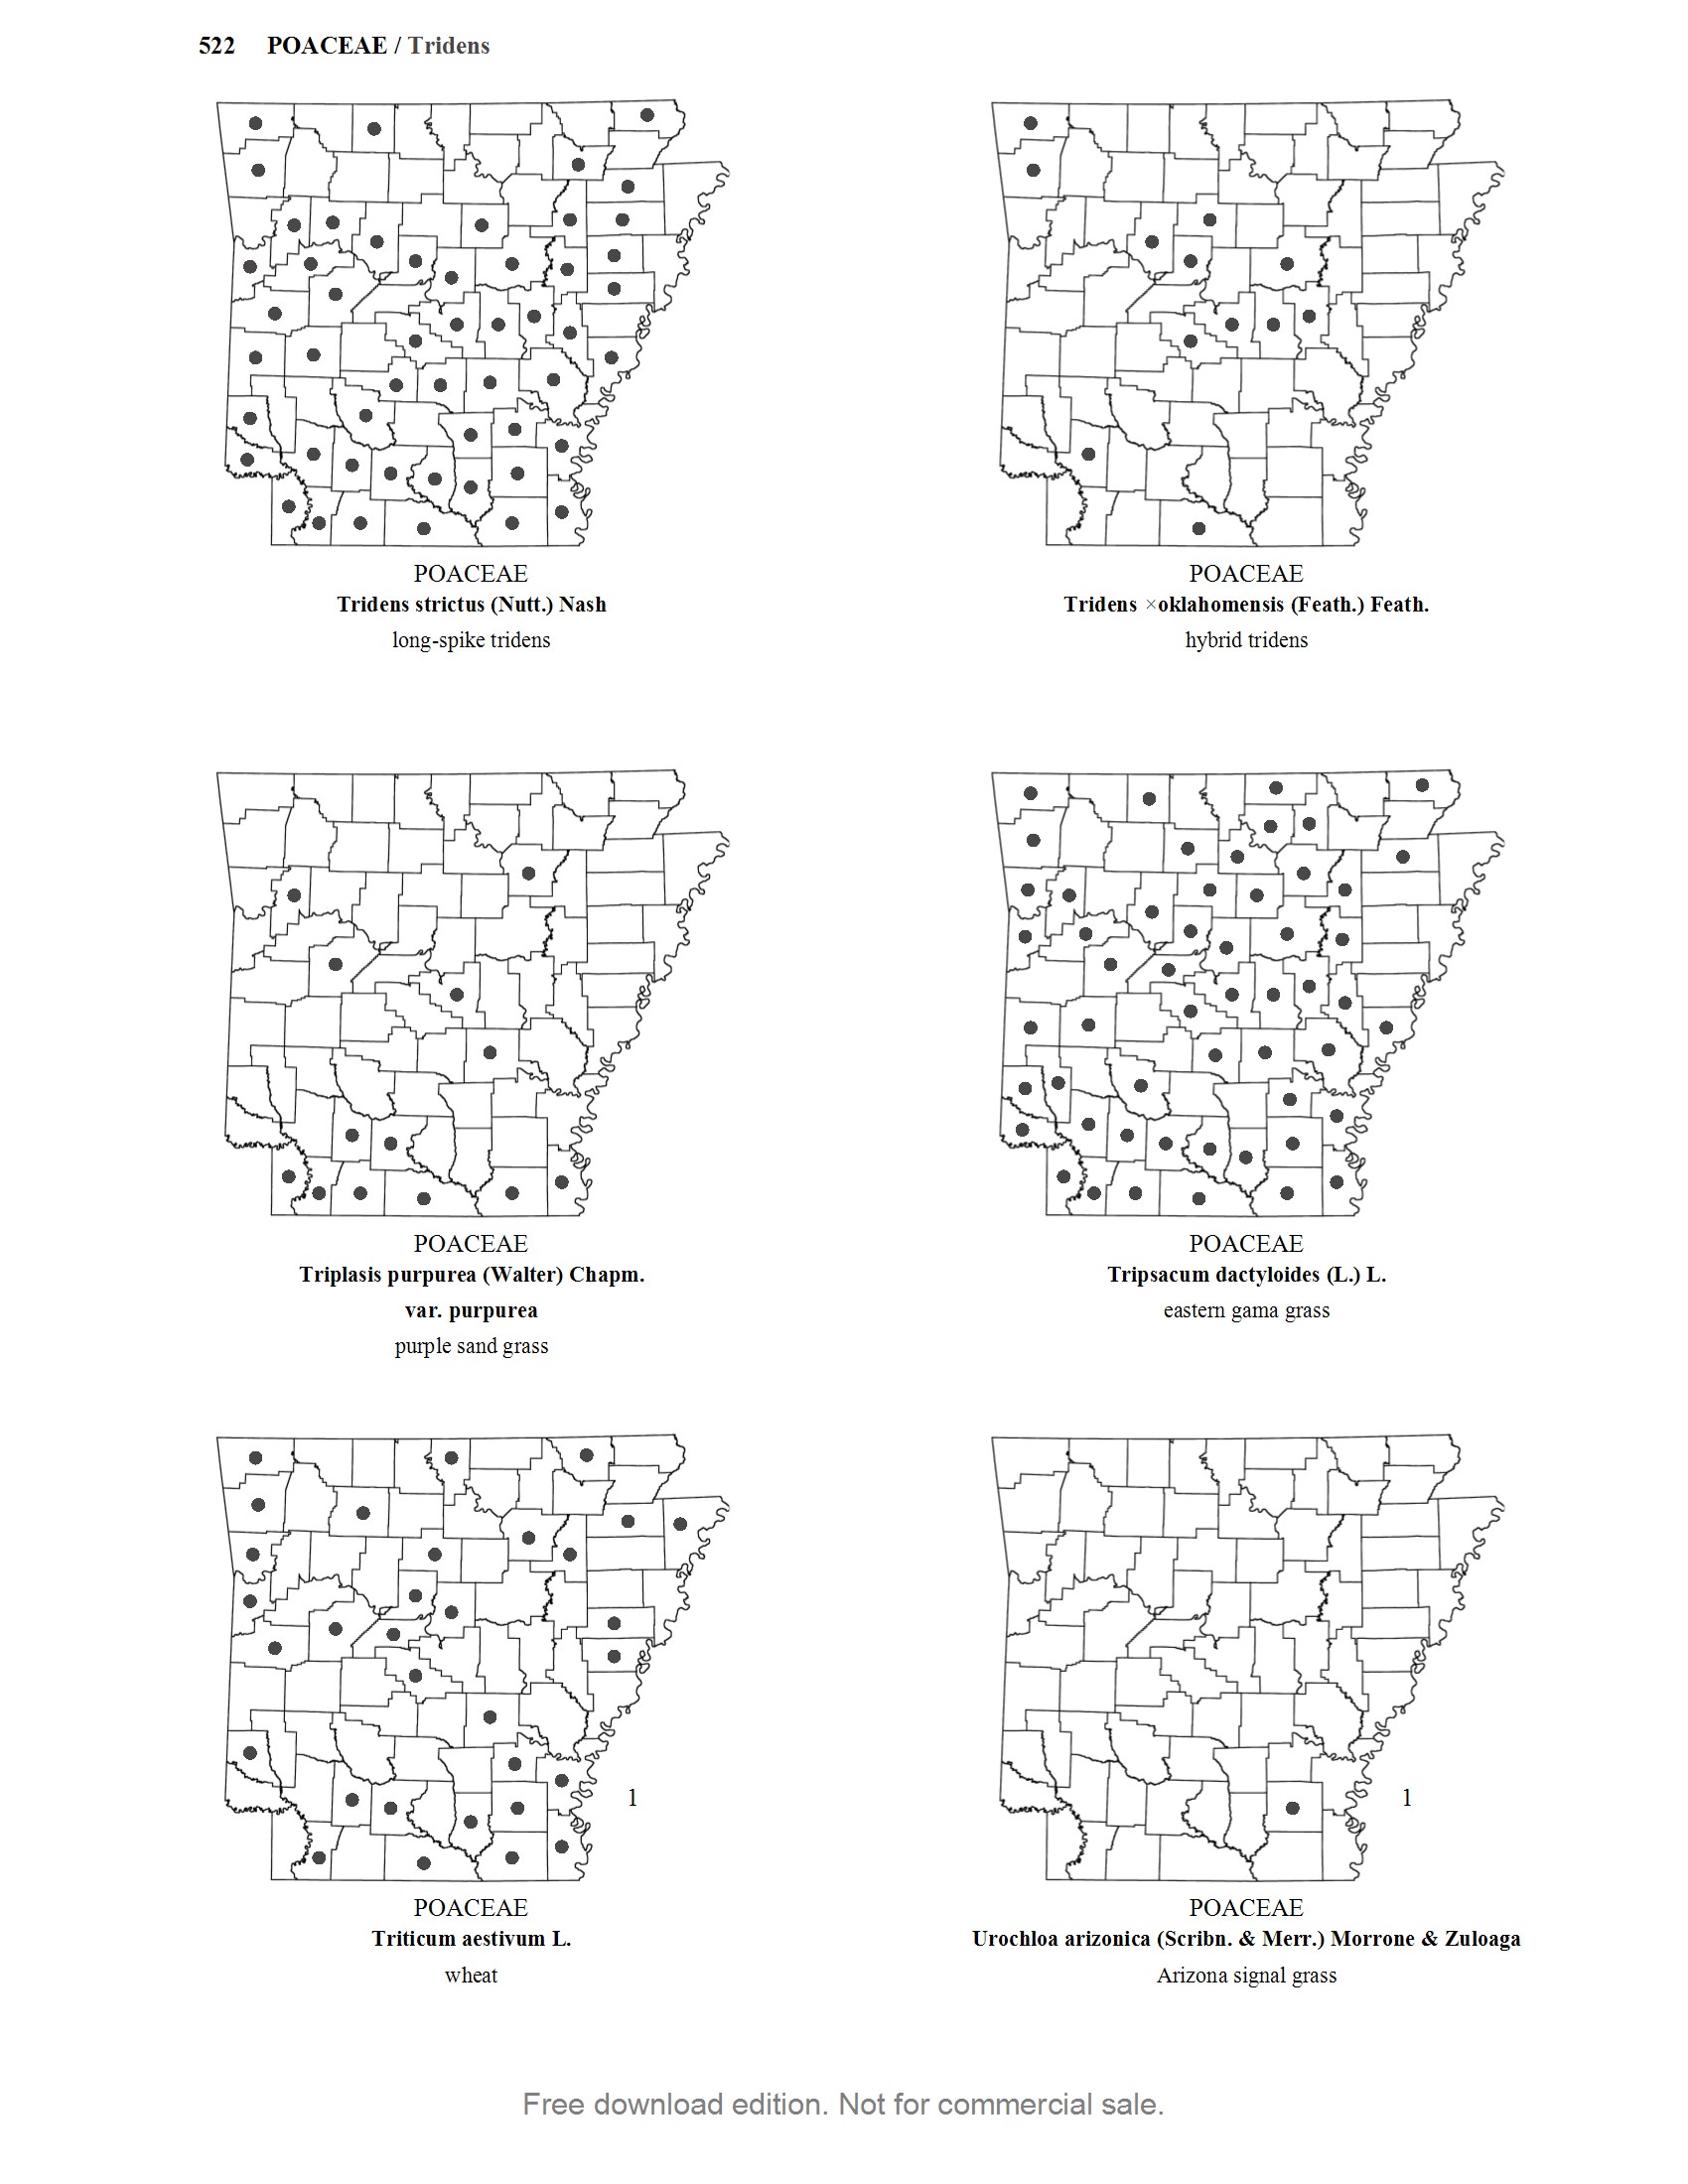 522 POACEAE / Tridens
POACEAE
Tridens strictus (Nutt.) Nash
long-spike tridens
POACEAE
Tridens ×oklahomensis (Feath.) Feath.
hybrid tridens
POACEAE
Triplasis purpurea (Walter) Chapm.
var. purpurea
purple sand grass
POACEAE
Tripsacum dactyloides (L.) L.
eastern gama grass
1
POACEAE
Triticum aestivum L.
wheat
1
POACEAE
Urochloa arizonica (Scribn. & Merr.) Morrone & Zuloaga
Arizona signal grass
Free download edition. Not for commercial sale.